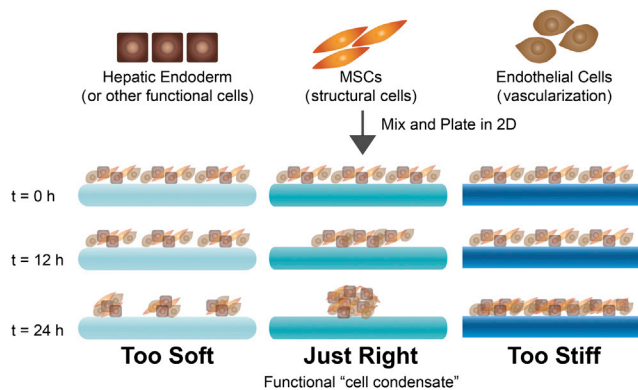 Hepatic Endoderm
(or other functional cells)
MSCs
(structural cells)
Endothelial Cells
(vascularization)
Mix and Plate in 2D
t = 0 h
t = 12 h
t = 24 h
Too Soft
Just Right
Too Stiff
Functional “cell condensate”